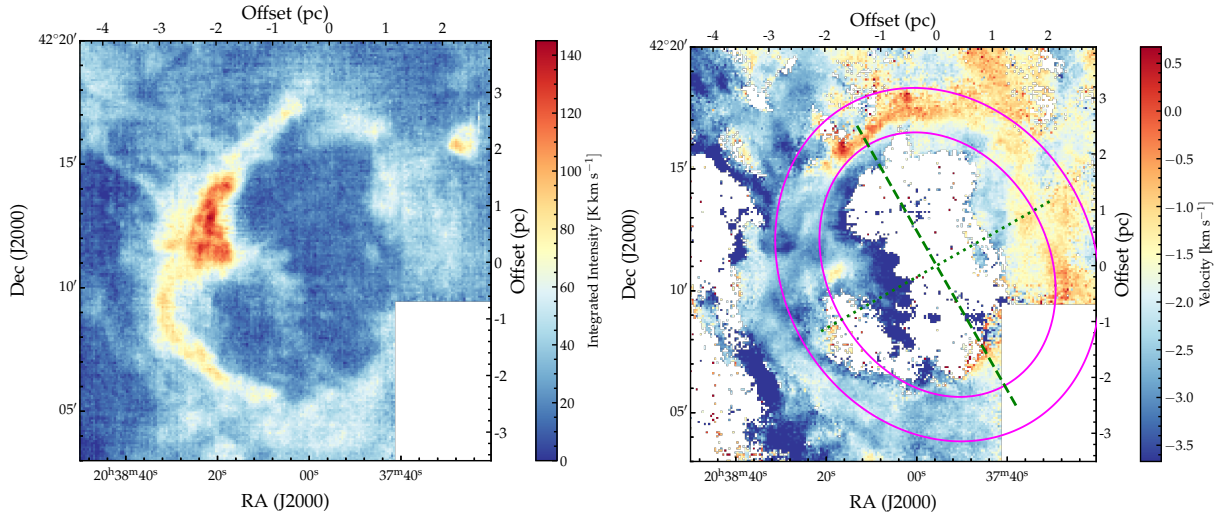 Offset (pc)
-4 -3 -2 -1 0 1 2
42°20′
15′
10′
05′
Dec (J2000)
20ʰ38ᵐ40ˢ 20ˢ 00ˢ 37ᵐ40ˢ
RA (J2000)
3
2
1
0
-1
-2
-3
Offset (pc)
140
120
100
80
60
40
20
0
Integrated Intensity [K km s⁻¹]
Offset (pc)
-4 -3 -2 -1 0 1 2
42°20′
15′
10′
05′
Dec (J2000)
20ʰ38ᵐ40ˢ 20ˢ 00ˢ 37ᵐ40ˢ
RA (J2000)
3
2
1
0
-1
-2
-3
Offset (pc)
0.5
0.0
−0.5
−1.0
−1.5
−2.0
−2.5
−3.0
−3.5
Velocity [km s⁻¹]